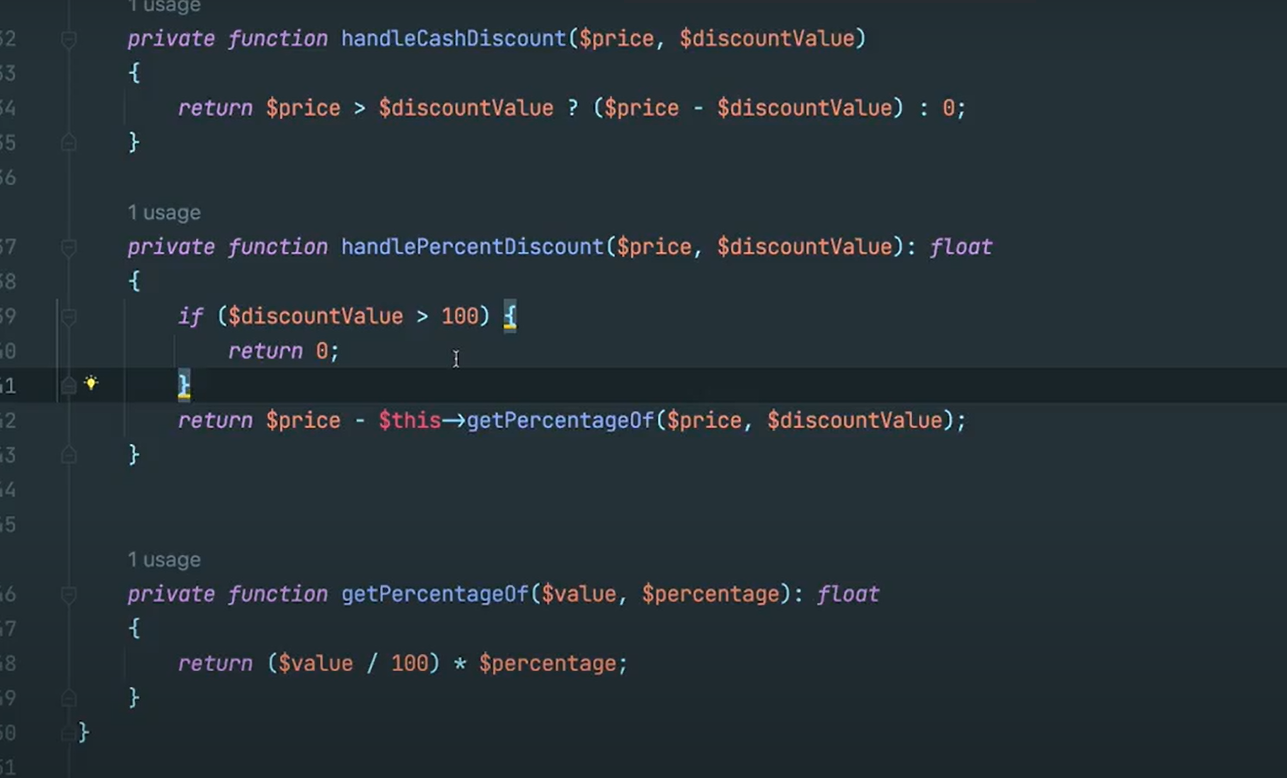 1 usage
32 private function handleCashDiscount($price, $discountValue)
33 {
34 return $price > $discountValue ? ($price - $discountValue) : 0;
35 }
36
1 usage
37 private function handlePercentDiscount($price, $discountValue): float
38 {
39 if ($discountValue > 100) {
40 return 0;
41 }
42 return $price - $this->getPercentageOf($price, $discountValue);
43 }
44
45
1 usage
46 private function getPercentageOf($value, $percentage): float
47 {
48 return ($value / 100) * $percentage;
49 }
50 }
51